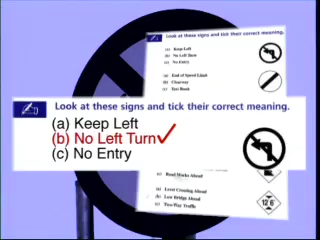 Look at these signs and tick their correct meaning.
(a) Keep Left
(b) No Left Turn
(c) No Entry
(a) End of Speed Limit
(b) Clearway
(c) Taxi Rank
Look at these signs and tick their correct meaning.
(a) Keep Left
(b) No Left Turn
(c) No Entry
Road Works Ahead
(a) Level Crossing Ahead
(b) Low Bridge Ahead
(c) Two-Way Traffic
12'6"